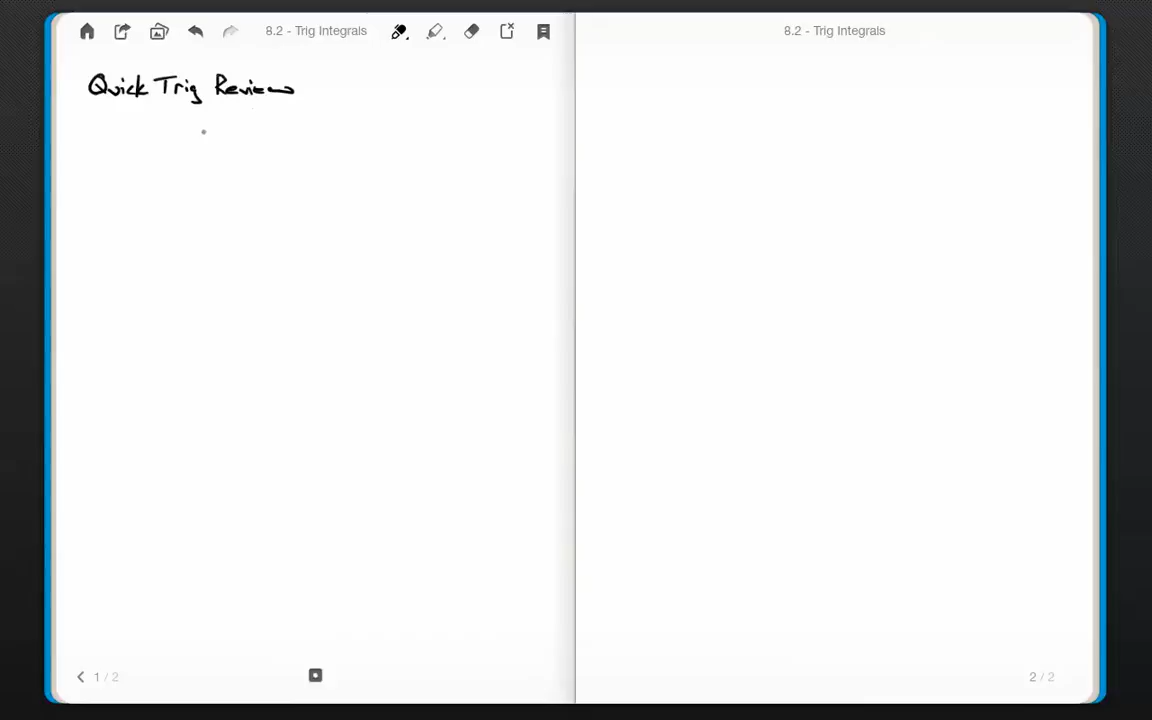 8.2 - Trig Integrals
Quick Trig Review
1 / 2
8.2 - Trig Integrals
2 / 2